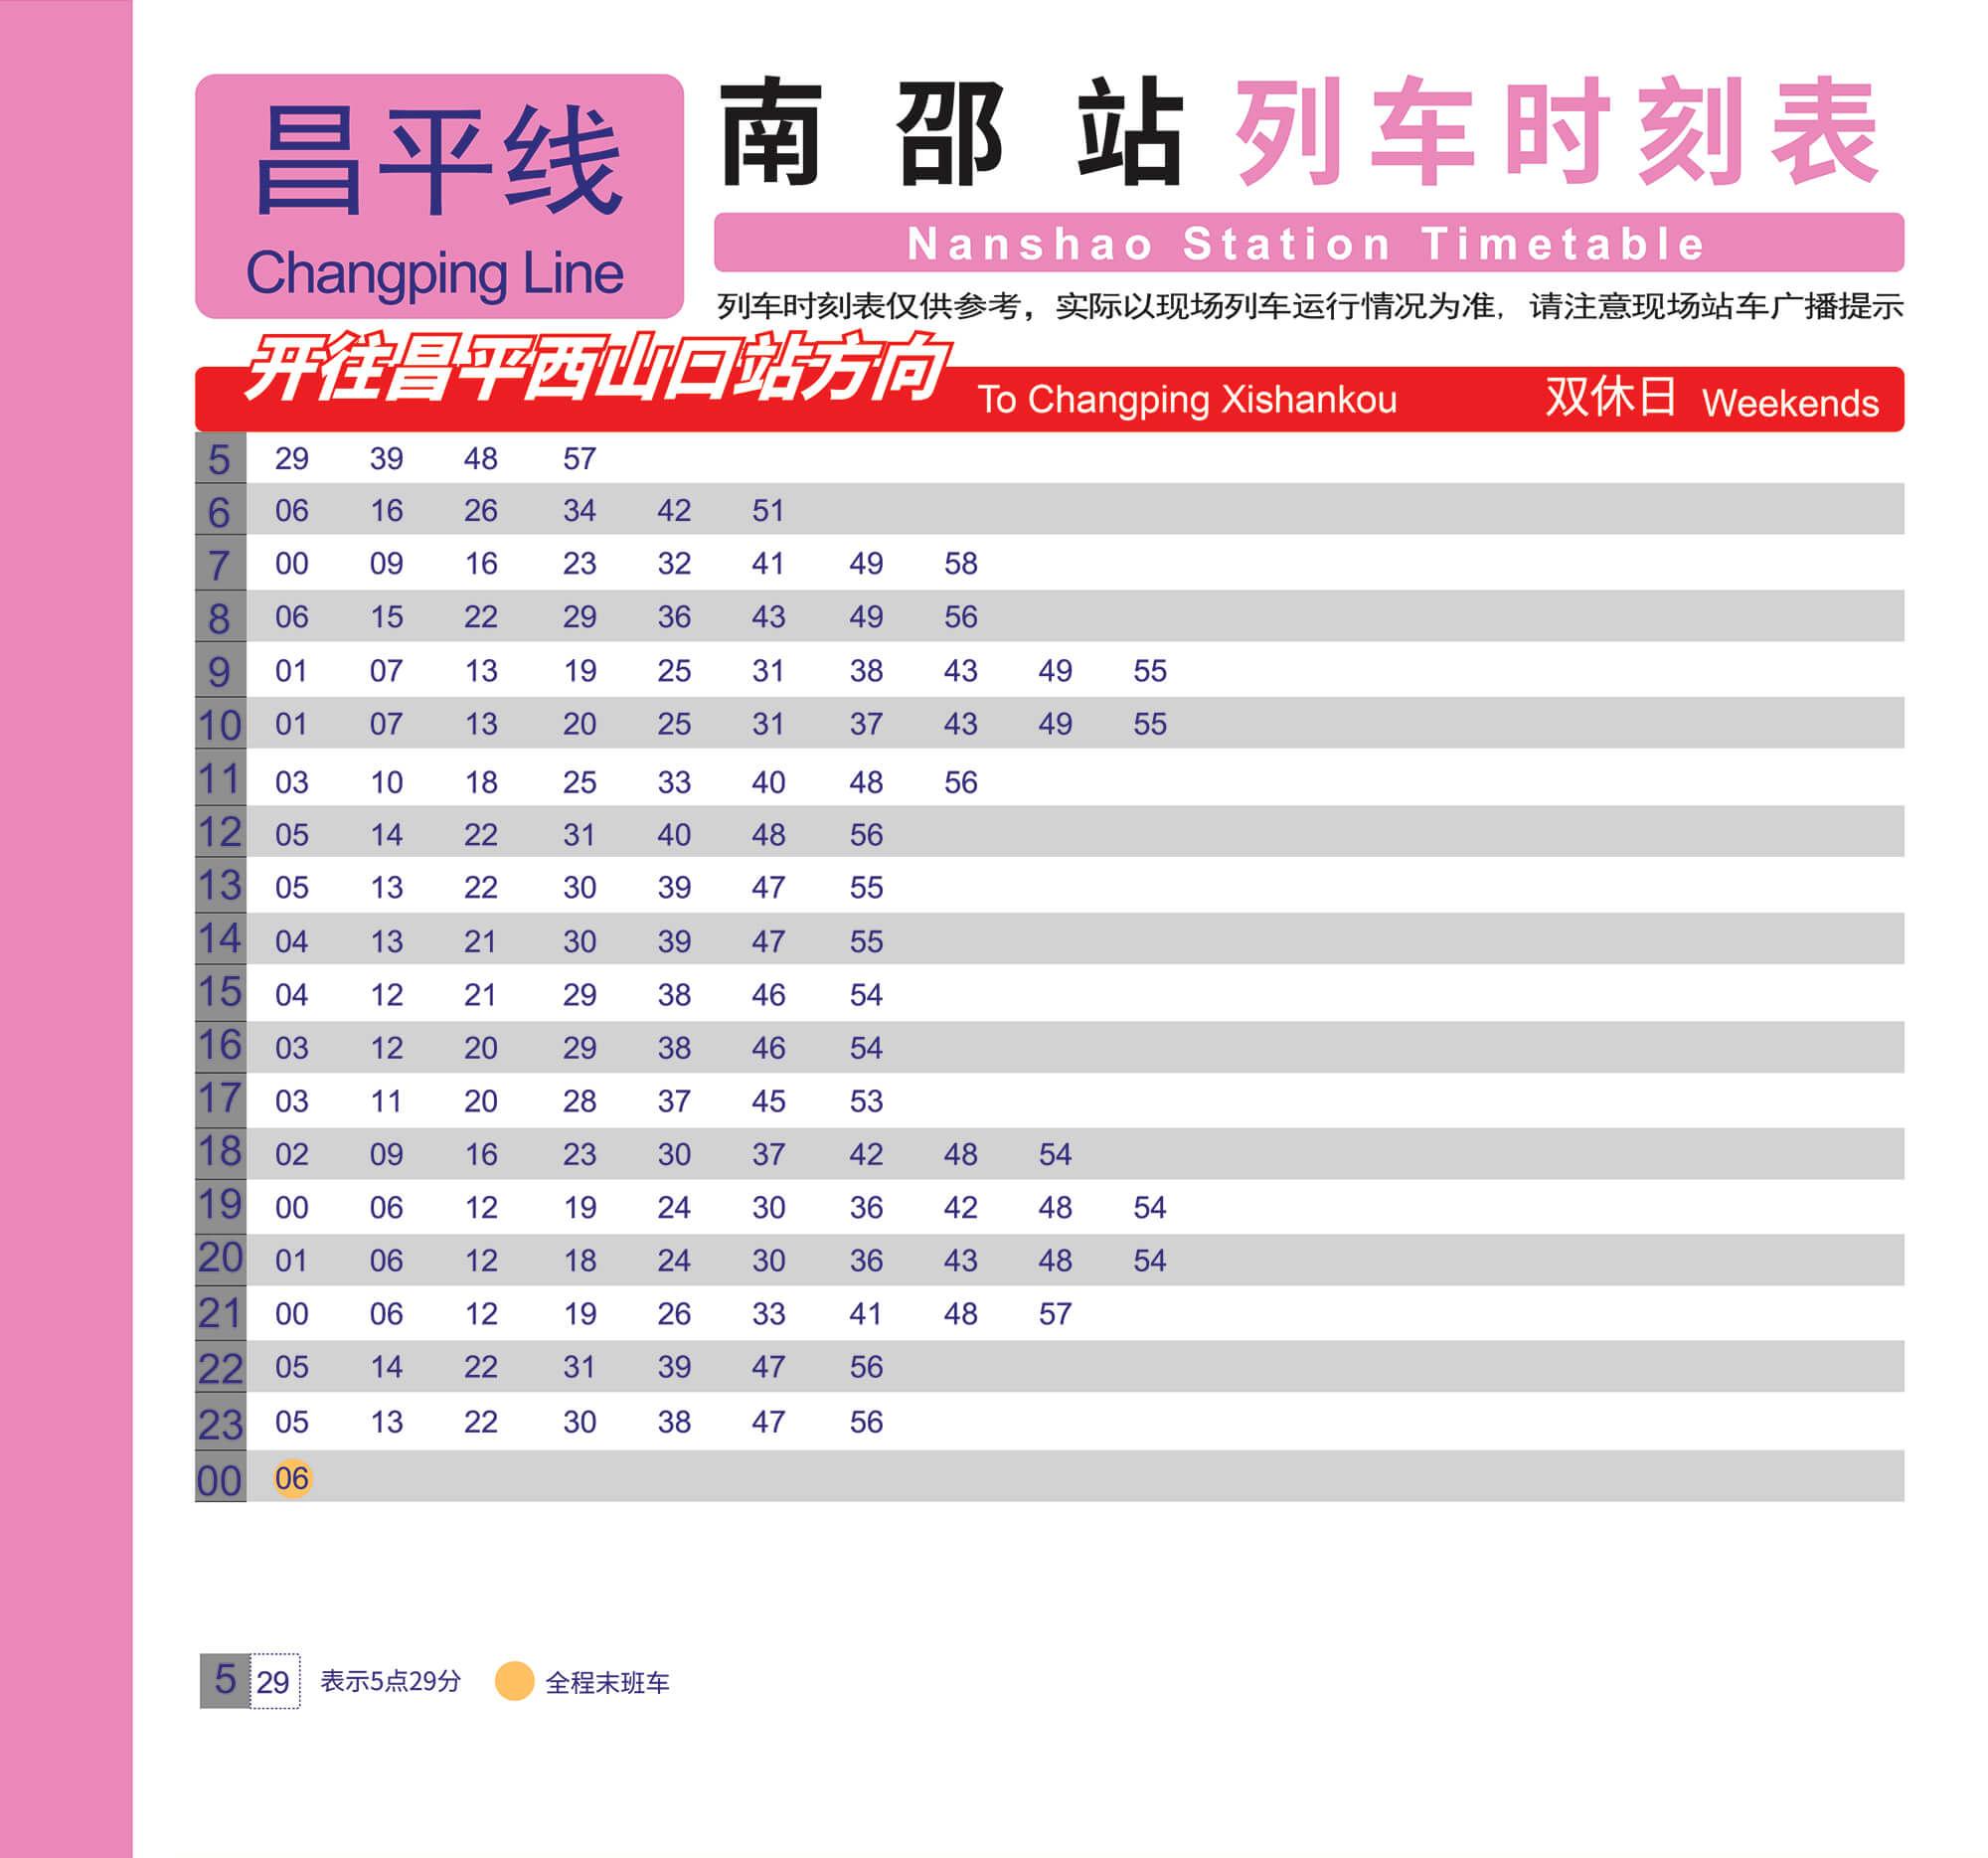 昌平线
Changping Line
南邵站列车时刻表
Nanshao Station Timetable
列车时刻表仅供参考，实际以现场列车运行情况为准，请注意现场站车广播提示
开往昌平西山口站方向 To Changping Xishankou 双休日 Weekends
5 29 39 48 57
6 06 16 26 34 42 51
7 00 09 16 23 32 41 49 58
8 06 15 22 29 36 43 49 56
9 01 07 13 19 25 31 38 43 49 55
10 01 07 13 20 25 31 37 43 49 55
11 03 10 18 25 33 40 48 56
12 05 14 22 31 40 48 56
13 05 13 22 30 39 47 55
14 04 13 21 30 39 47 55
15 04 12 21 29 38 46 54
16 03 12 20 29 38 46 54
17 03 11 20 28 37 45 53
18 02 09 16 23 30 37 42 48 54
19 00 06 12 19 24 30 36 42 48 54
20 01 06 12 18 24 30 36 43 48 54
21 00 06 12 19 26 33 41 48 57
22 05 14 22 31 39 47 56
23 05 13 22 30 38 47 56
00 06
5 29 表示5点29分 全程末班车